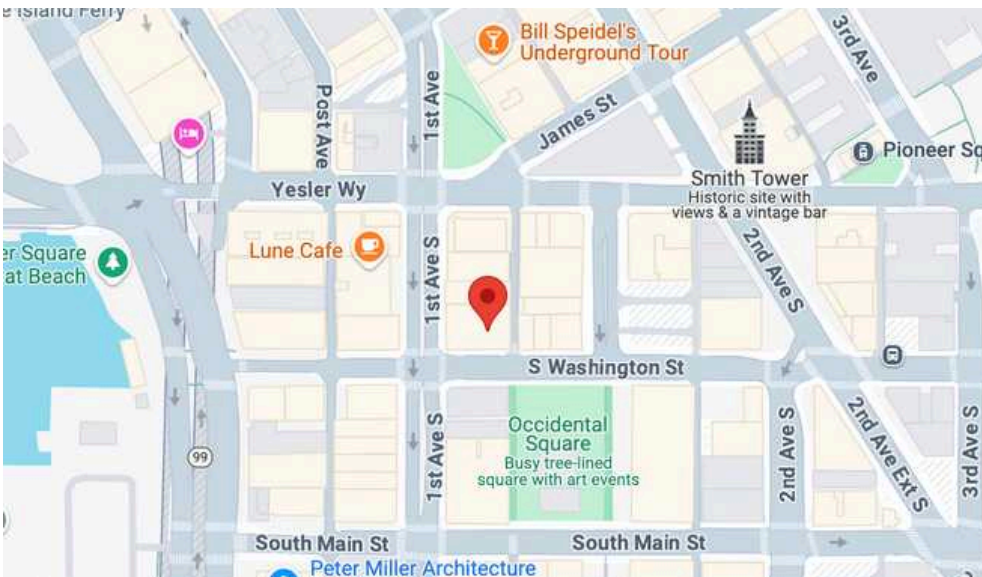 Island Ferry
Bill Speidel's
Underground Tour
3rd Ave
Post Ave
1st Ave
James St
Pioneer Sq
Yesler Wy
Smith Tower
Historic site with
views & a vintage bar
Lune Cafe
er Square
at Beach
1st Ave S
2nd Ave S
S Washington St
Occidental
Square
Busy tree-lined
square with art events
99
1st Ave S
2nd Ave S
2nd Ave Ext S
3rd Ave S
South Main St
South Main St
Peter Miller Architecture